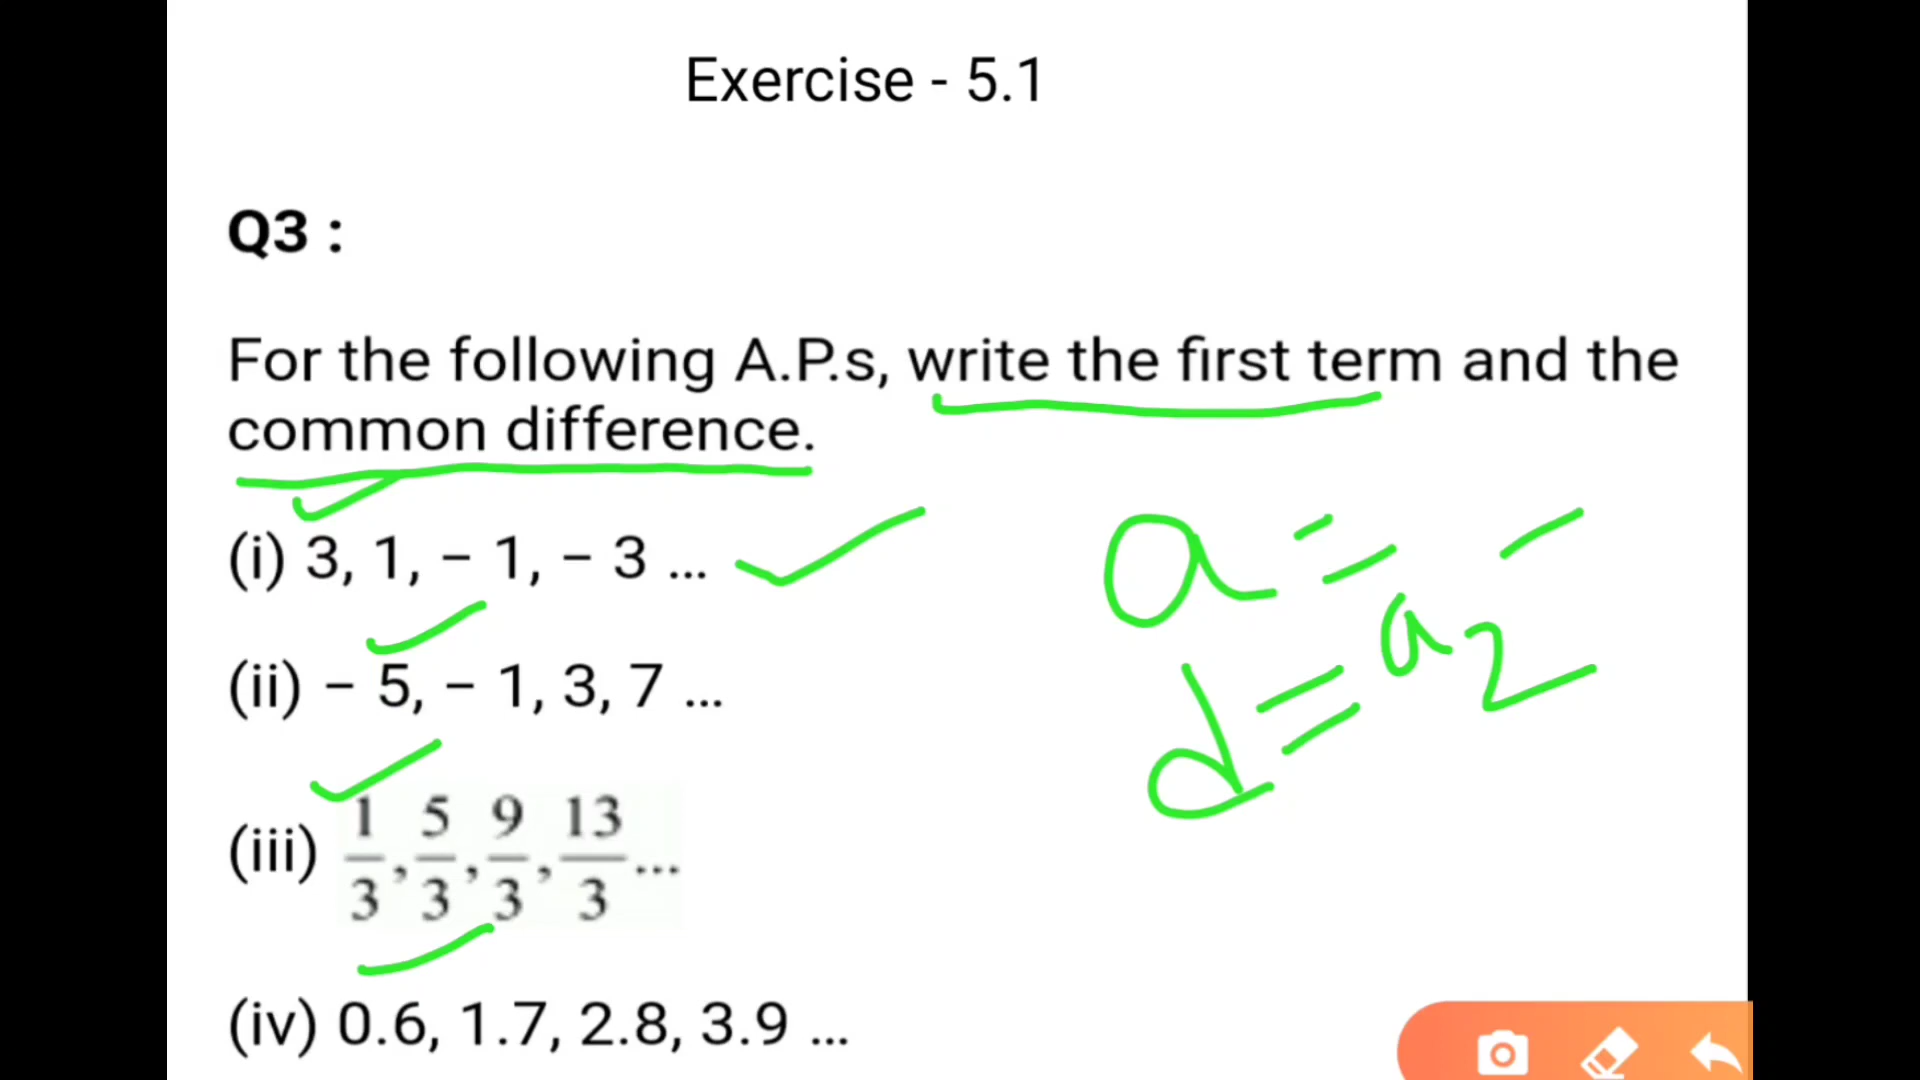 Exercise - 5.1
Q3 :
For the following A.P.s, write the first term and the
common difference.
(i) 3, 1, – 1, – 3 ...
a = –
(ii) – 5, – 1, 3, 7 ...
d = a2
(iii) 1/3, 5/3, 9/3, 13/3 ...
(iv) 0.6, 1.7, 2.8, 3.9 ...